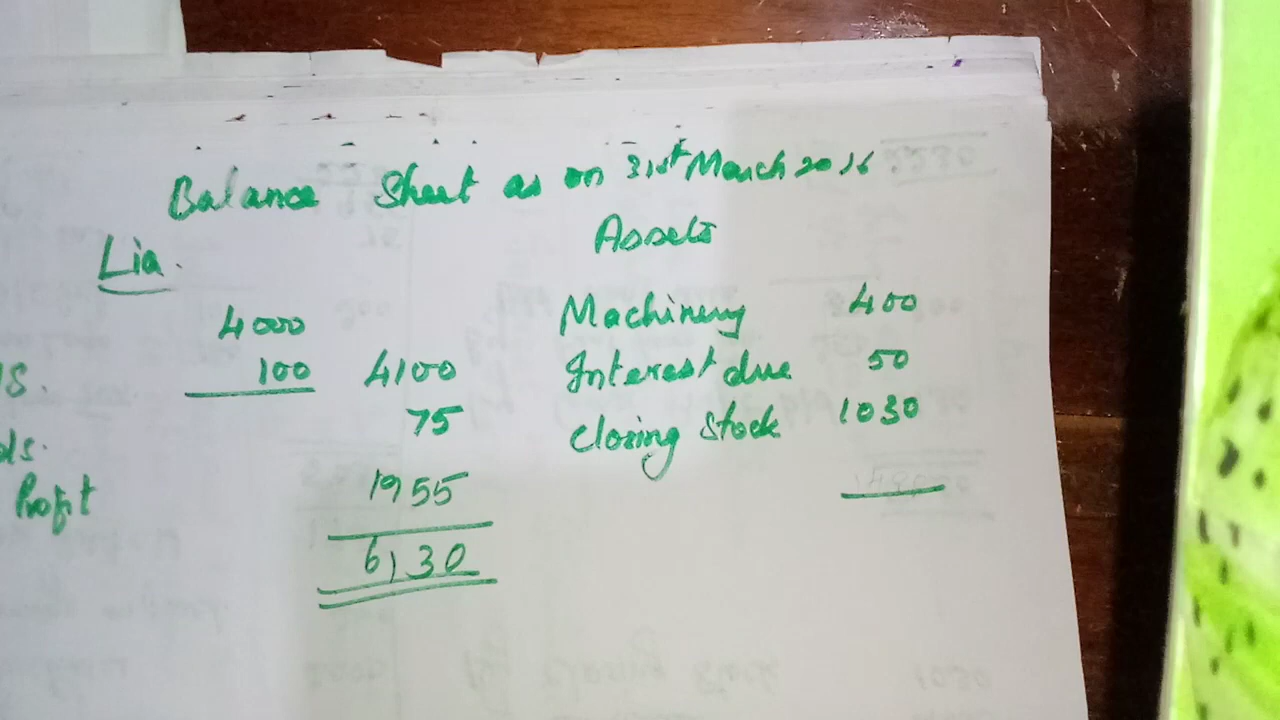 Balance Sheet as on 31st March 2016
Lia. Assets
4000 Machinery 400
100 4100 Interest due 50
75 Closing Stock 1030
Profit 1955
6130